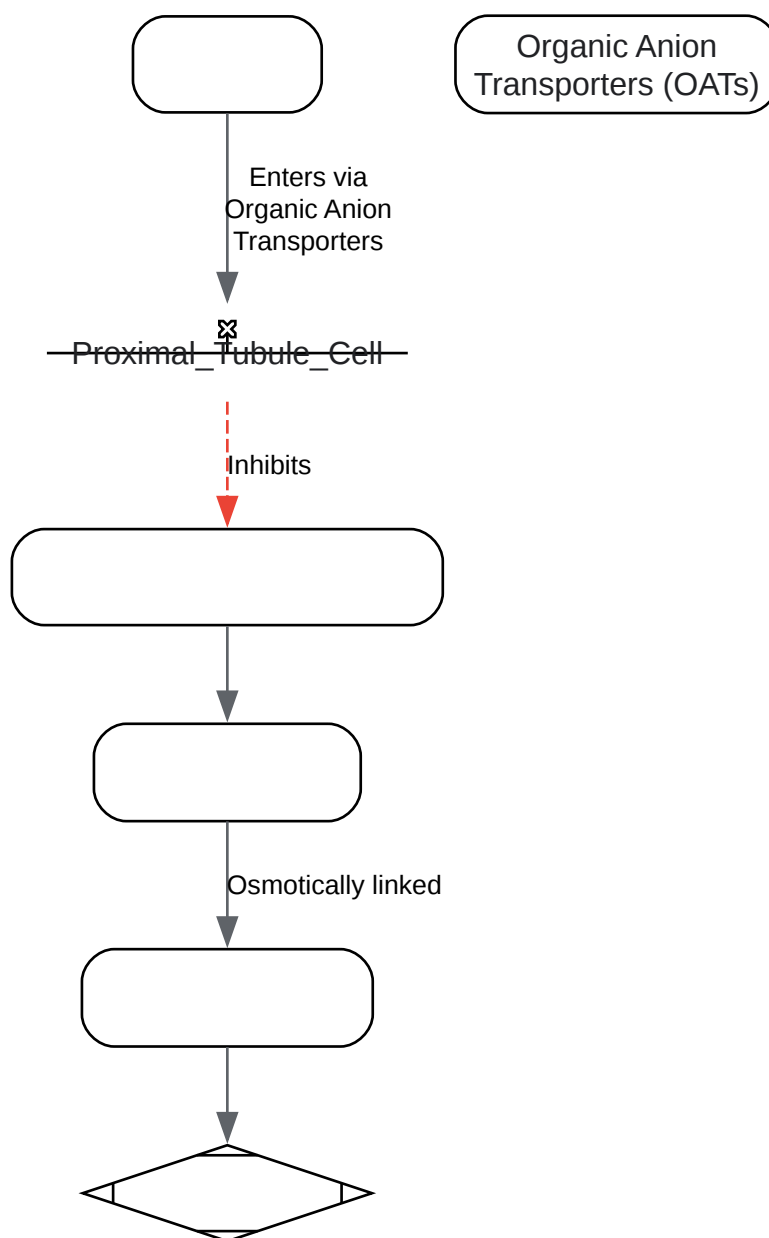 Organic Anion
Transporters (OATs)
Enters via
Organic Anion
Transporters
Proximal_Tubule_Cell
Inhibits
Osmotically linked